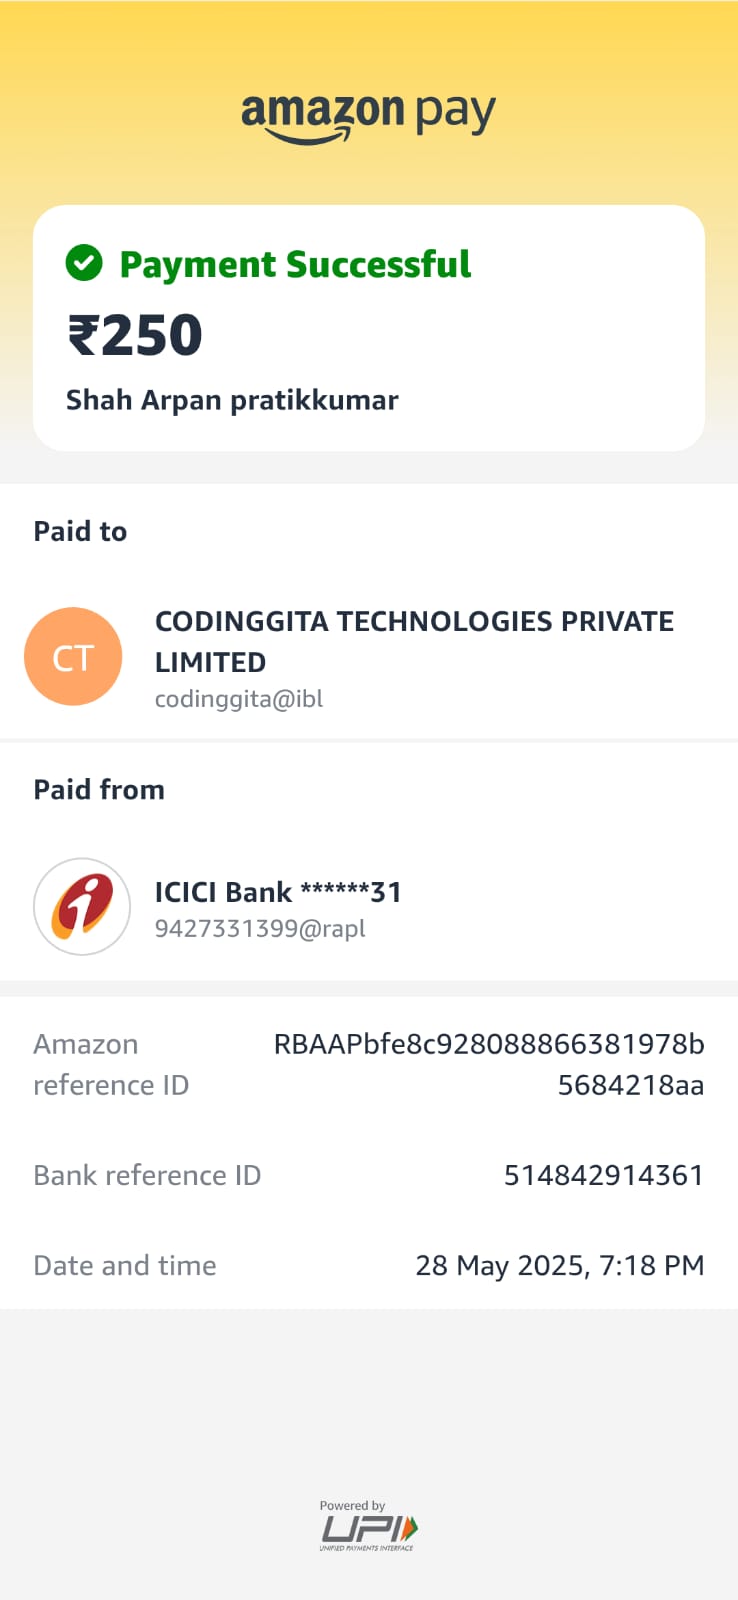 amazon pay
Payment Successful
₹250
Shah Arpan pratikkumar
Paid to
CT
CODINGGITA TECHNOLOGIES PRIVATE
LIMITED
codinggita@ibl
Paid from
ICICI Bank ******31
9427331399@rapl
Amazon RBAAPbfe8c928088866381978b
reference ID 5684218aa
Bank reference ID 514842914361
Date and time 28 May 2025, 7:18 PM
Powered by
UPI
UNIFIED PAYMENTS INTERFACE